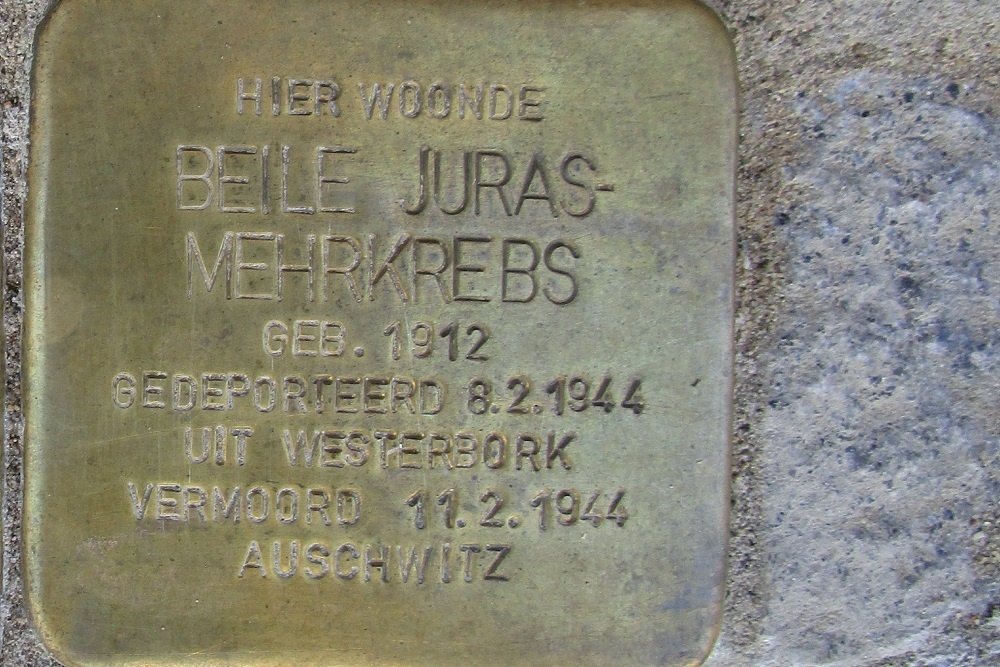 HIER WOONDE
BEILE JURAS-
MEHRKREBS
GEB. 1912
GEDEPORTEERD 8.2.1944
UIT WESTERBORK
VERMOORD 11.2.1944
AUSCHWITZ